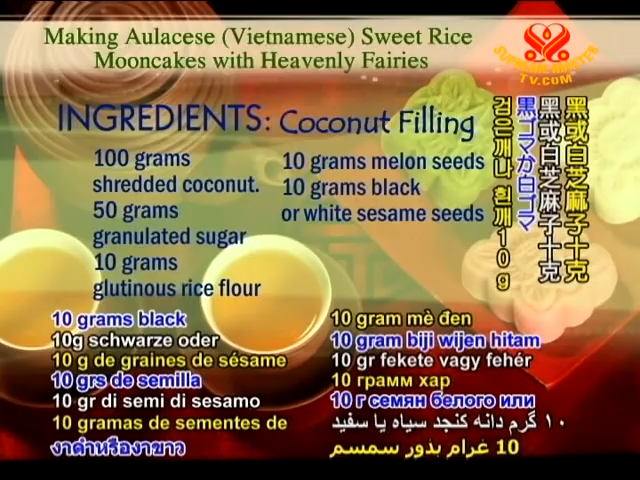 Making Aulacese (Vietnamese) Sweet Rice
Mooncakes with Heavenly Fairies
SUPREME MASTER
TV.COM
INGREDIENTS: Coconut Filling
100 grams
shredded coconut.
50 grams
granulated sugar
10 grams
glutinous rice flour
10 grams melon seeds
10 grams black
or white sesame seeds
黑或白芝麻子十克
黑或白芝麻子十克
黒ゴマか白ゴマ
검은깨나 흰깨10g
10 grams black
10g schwarze oder
10 g de graines de sésame
10 grs de semilla
10 gr di semi di sesamo
10 gramas de sementes de
งาดำหรืองาขาว
10 gram mè đen
10 gram biji wijen hitam
10 gr fekete vagy fehér
10 грамм хар
10 г семян белого или
۱۰ گرم دانه کنجد سیاه یا سفید
10 غرام بذور سمسم